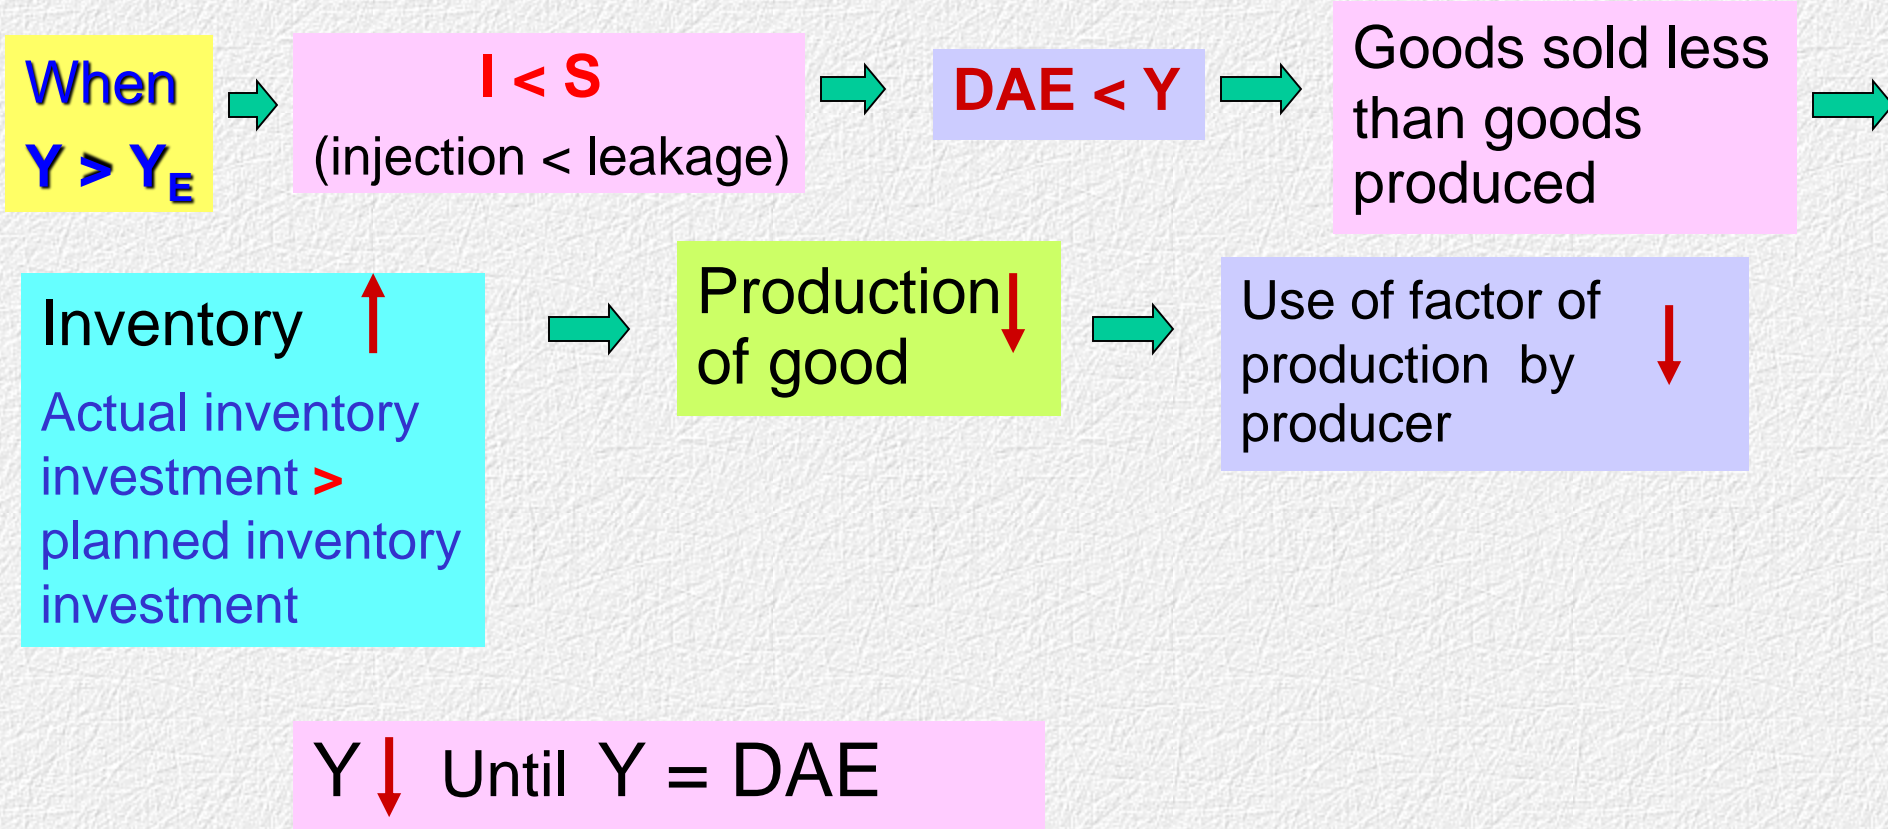 When
Y > YE
I < S
(injection < leakage)
DAE < Y
Goods sold less
than goods
produced
Inventory
Actual inventory
investment >
planned inventory
investment
Production
of good
Use of factor of
production by
producer
Y Until Y = DAE